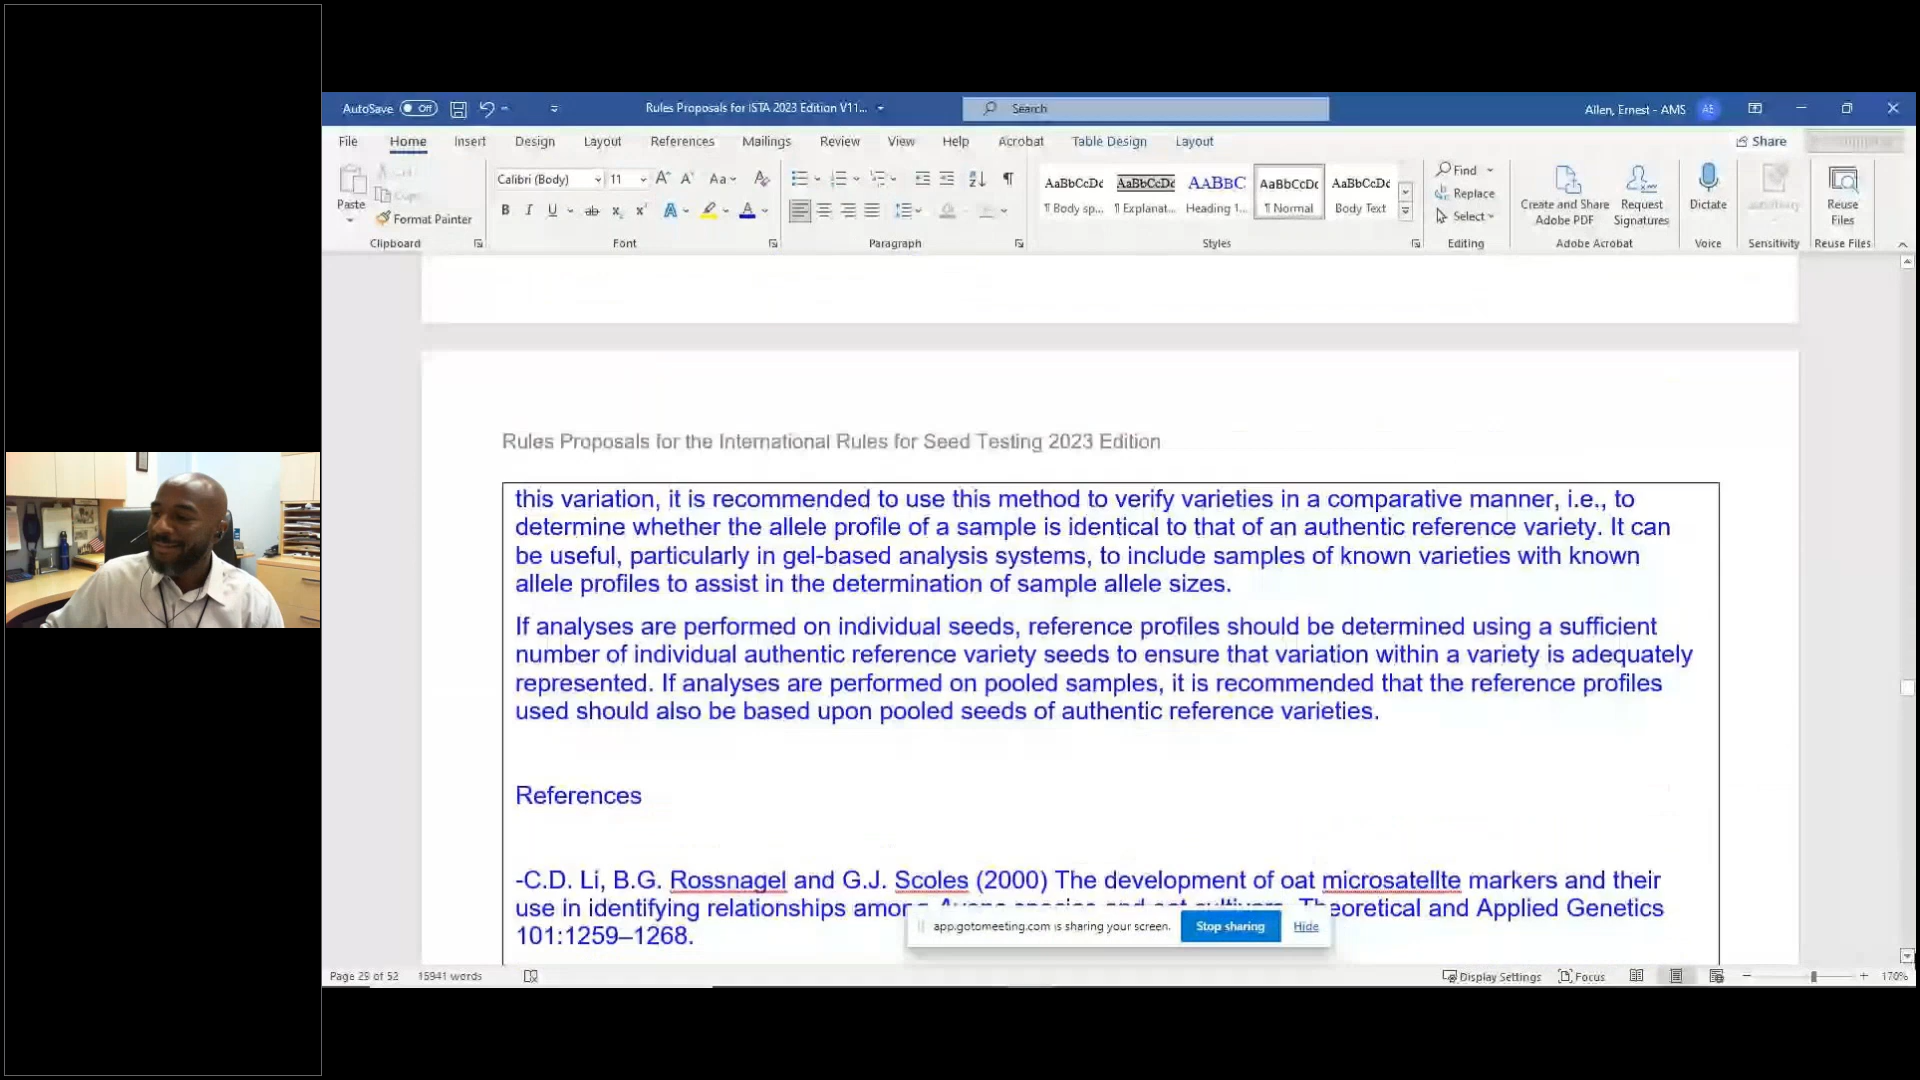 AutoSave Off
Rules Proposals for ISTA 2023 Edition V11...
Search
Allen, Ernest - AMS AE
File Home Insert Design Layout References Mailings Review View Help Acrobat Table Design Layout
Share
Paste
Cut
Copy
Format Painter
Clipboard
Calibri (Body) 11
Font
Paragraph
AaBbCcDc AaBbCcDc AABBC AaBbCcDc AaBbCcDc
¶ Body sp... ¶ Explanat... Heading 1... ¶ Normal Body Text
Styles
Find
Replace
Select
Editing
Create and Share
Adobe PDF
Request
Signatures
Adobe Acrobat
Dictate
Voice
Sensitivity
Reuse
Files
Reuse Files
Rules Proposals for the International Rules for Seed Testing 2023 Edition
this variation, it is recommended to use this method to verify varieties in a comparative manner, i.e., to
determine whether the allele profile of a sample is identical to that of an authentic reference variety. It can
be useful, particularly in gel-based analysis systems, to include samples of known varieties with known
allele profiles to assist in the determination of sample allele sizes.
If analyses are performed on individual seeds, reference profiles should be determined using a sufficient
number of individual authentic reference variety seeds to ensure that variation within a variety is adequately
represented. If analyses are performed on pooled samples, it is recommended that the reference profiles
used should also be based upon pooled seeds of authentic reference varieties.
References
-C.D. Li, B.G. Rossnagel and G.J. Scoles (2000) The development of oat microsatellte markers and their
use in identifying relationships among Avena species and oat cultivars. Theoretical and Applied Genetics
101:1259–1268.
app.gotomeeting.com is sharing your screen. Stop sharing Hide
Page 29 of 52 15941 words
Display Settings Focus 170%